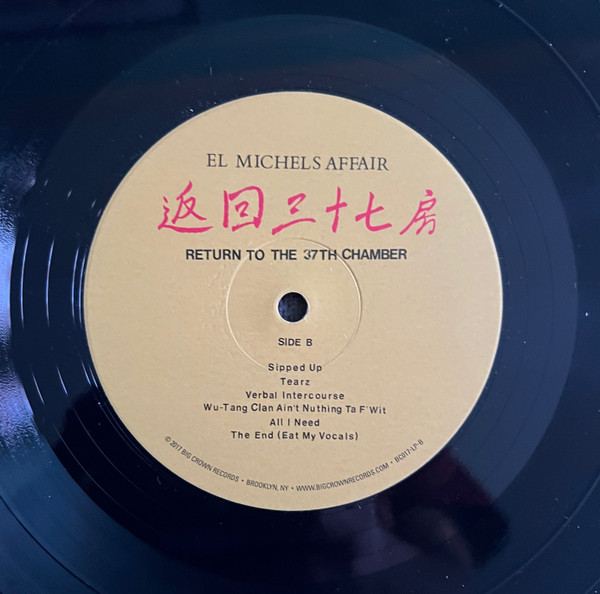 EL MICHELS AFFAIR
返回三十七房
RETURN TO THE 37TH CHAMBER
SIDE B
Sipped Up
Tearz
Verbal Intercourse
Wu-Tang Clan Ain't Nuthing Ta F'Wit
All I Need
The End (Eat My Vocals)
© 2017 BIG CROWN RECORDS • BROOKLYN, NY • WWW.BIGCROWNRECORDS.COM • BC017-LP-B